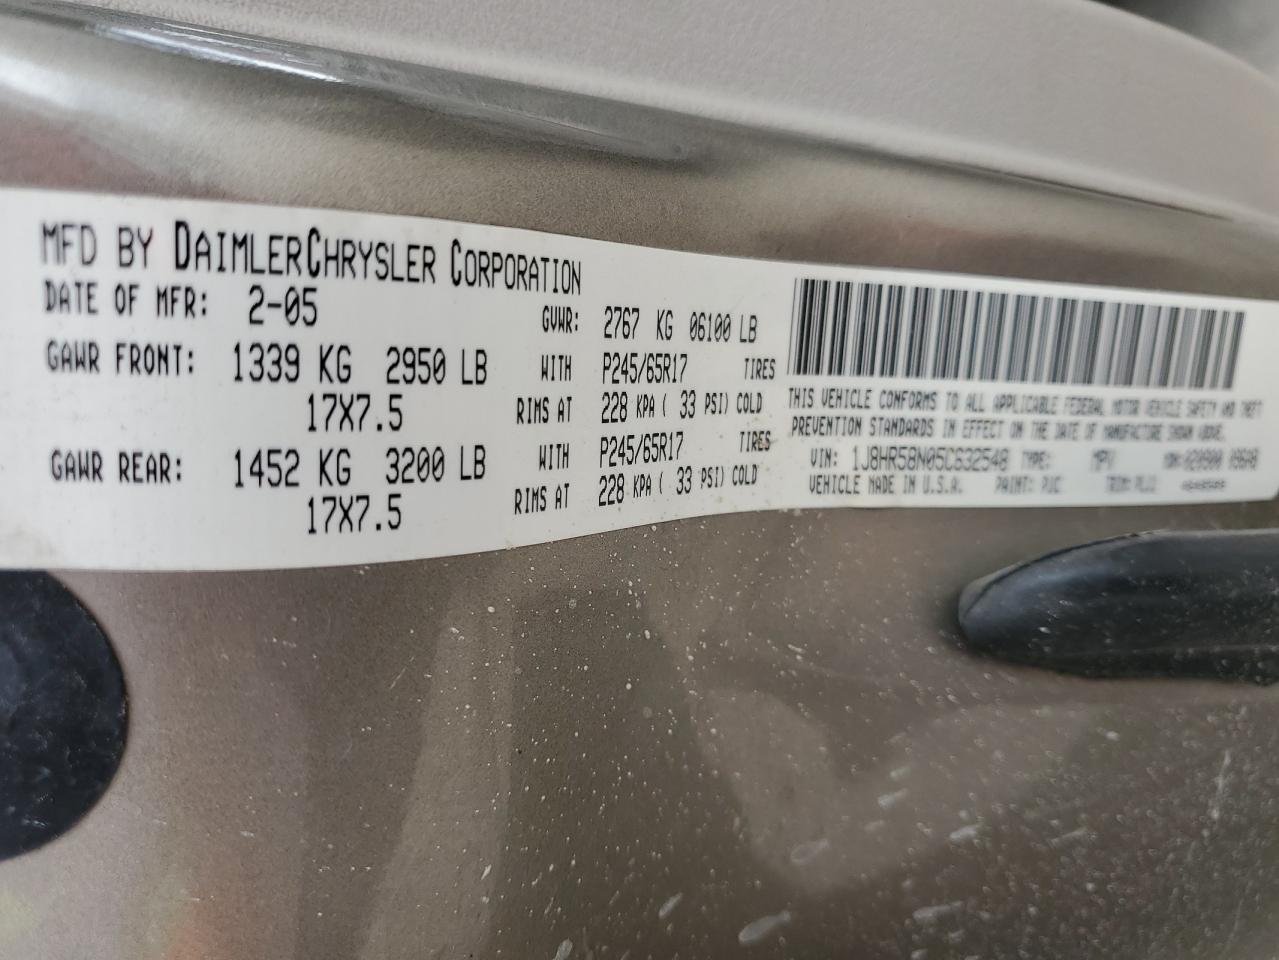 MFD BY DAIMLERCHRYSLER CORPORATION
DATE OF MFR: 2-05 GVWR: 2767 KG 06100 LB
GAWR FRONT: 1339 KG 2950 LB WITH P245/65R17 TIRES
17X7.5 RIMS AT 228 KPA ( 33 PSI) COLD
GAWR REAR: 1452 KG 3200 LB WITH P245/65R17 TIRES
17X7.5 RIMS AT 228 KPA ( 33 PSI) COLD
THIS VEHICLE CONFORMS TO ALL APPLICABLE FEDERAL MOTOR VEHICLE SAFETY AND THEFT
PREVENTION STANDARDS IN EFFECT ON THE DATE OF MANUFACTURE SHOWN ABOVE.
VIN: 1J8HR58N05C632548 TYPE: MPV MDH:
VEHICLE MADE IN U.S.A. PAINT: PJC TRIM: